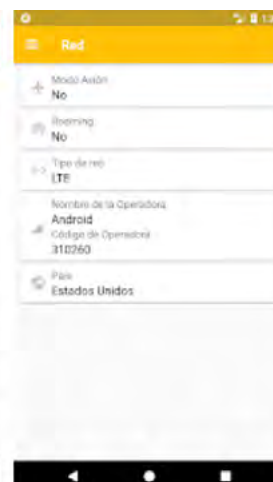 Red
Modo Avión
No
Roaming
No
Tipo de red
LTE
Nombre de la Operadora
Android
Código de Operadora
310260
País
Estados Unidos